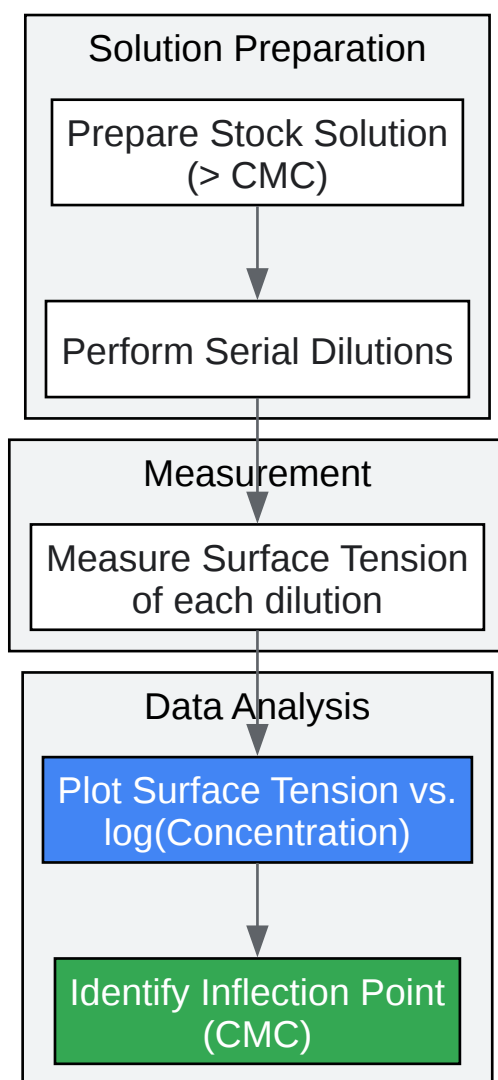 Solution Preparation
Prepare Stock Solution
(> CMC)
Perform Serial Dilutions
Measurement
Measure Surface Tension
of each dilution
Data Analysis
Plot Surface Tension vs.
log(Concentration)
Identify Inflection Point
(CMC)